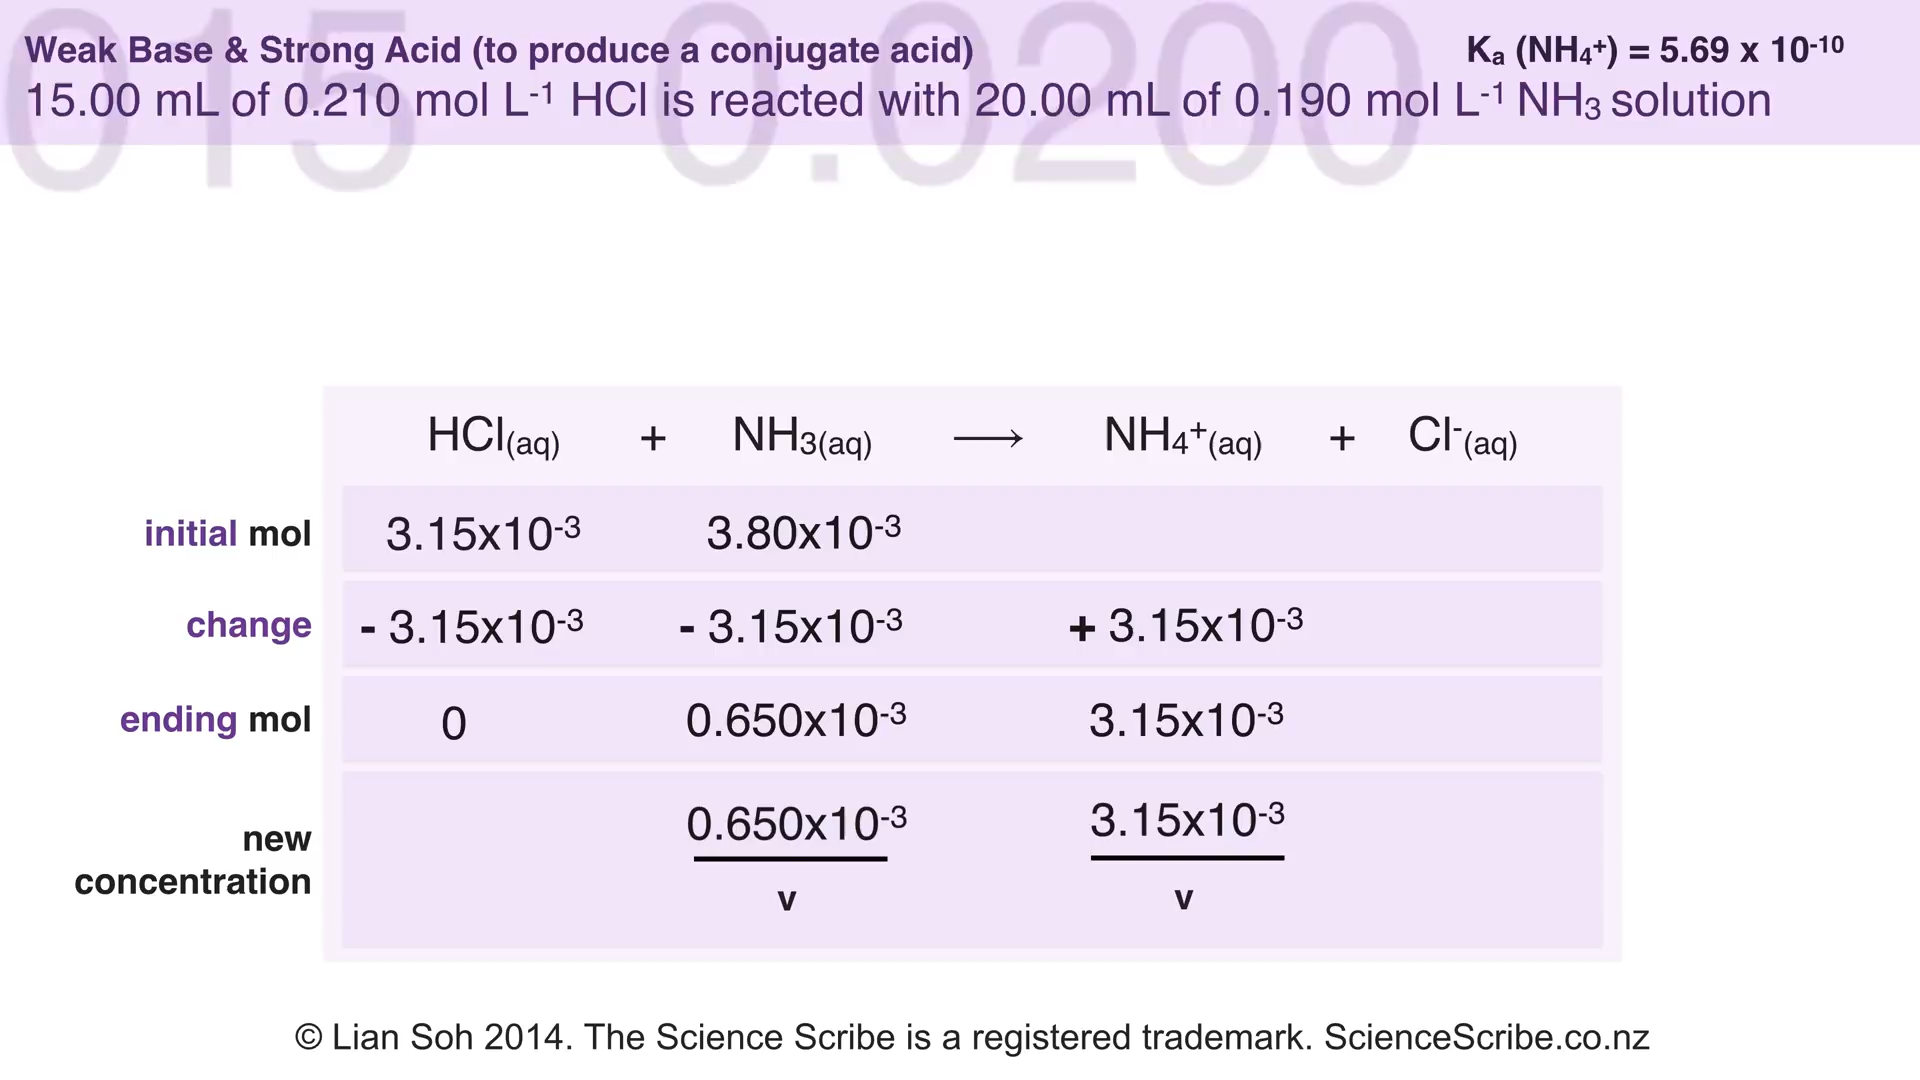 Weak Base & Strong Acid (to produce a conjugate acid) Kₐ (NH₄⁺) = 5.69 x 10⁻¹⁰
15.00 mL of 0.210 mol L⁻¹ HCl is reacted with 20.00 mL of 0.190 mol L⁻¹ NH₃ solution
015 0.0200
HCl(aq) + NH₃(aq) ⟶ NH₄⁺(aq) + Cl⁻(aq)
initial mol 3.15x10⁻³ 3.80x10⁻³
change - 3.15x10⁻³ - 3.15x10⁻³ + 3.15x10⁻³
ending mol 0 0.650x10⁻³ 3.15x10⁻³
new 0.650x10⁻³ 3.15x10⁻³
concentration v v
© Lian Soh 2014. The Science Scribe is a registered trademark. ScienceScribe.co.nz